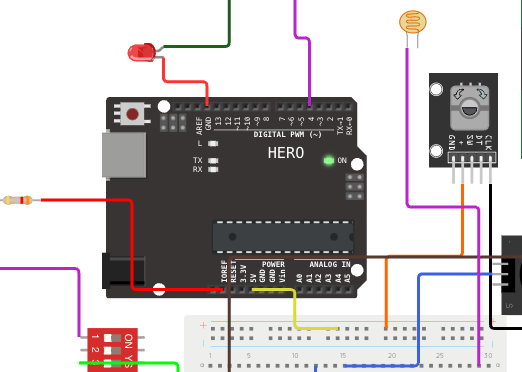 AREF
GND
13
12
~11
~10
~9
8
7
~6
~5
4
~3
2
TX→1
RX←0
L
DIGITAL PWM (~)
HERO
TX
RX
ON
GND
+
SW
DT
CLK
IOREF
RESET
3.3V
5V
GND
GND
Vin
POWER
ANALOG IN
A0
A1
A2
A3
A4
A5
1
2
ON
1 5 10 15 20 25 30